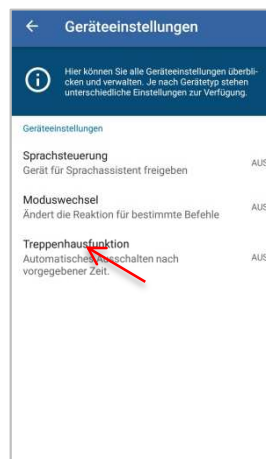 Geräteeinstellungen
Hier können Sie alle Geräteeinstellungen überbli-
cken und verwalten. Je nach Gerätetyp stehen
unterschiedliche Einstellungen zur Verfügung.
Geräteeinstellungen
Sprachsteuerung
Gerät für Sprachassistent freigeben
AUS
Moduswechsel
Ändert die Reaktion für bestimmte Befehle
AUS
Treppenhausfunktion
Automatisches Ausschalten nach
vorgegebener Zeit.
AUS